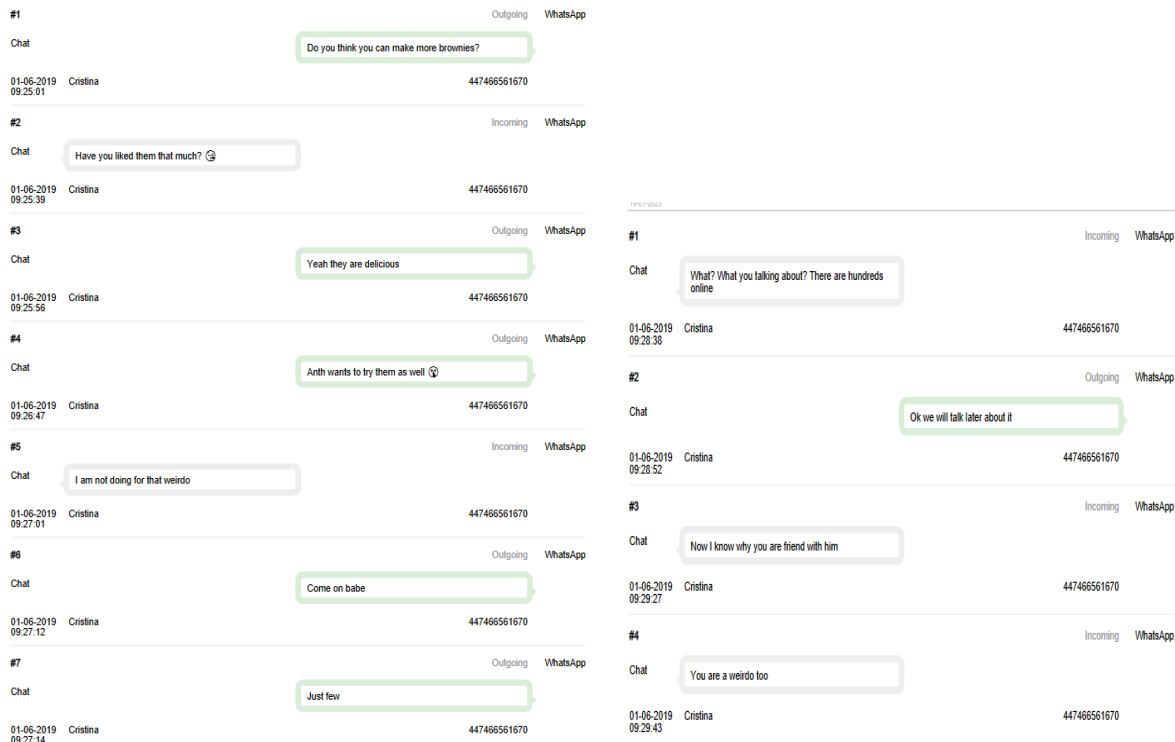 #1 Outgoing WhatsApp
Chat Do you think you can make more brownies?
01-06-2019 Cristina 447466561670
09:25:01
#2 Incoming WhatsApp
Chat Have you liked them that much? 😘
01-06-2019 Cristina 447466561670
09:25:39
#3 Outgoing WhatsApp
Chat Yeah they are delicious
01-06-2019 Cristina 447466561670
09:25:56
#4 Outgoing WhatsApp
Chat Anth wants to try them as well
01-06-2019 Cristina 447466561670
09:26:47
#5 Incoming WhatsApp
Chat I am not doing for that weirdo
01-06-2019 Cristina 447466561670
09:27:01
#6 Outgoing WhatsApp
Chat Come on babe
01-06-2019 Cristina 447466561670
09:27:12
#7 Outgoing WhatsApp
Chat Just few
01-06-2019 Cristina 447466561670
09:27:14
19-01-2023
#1 Incoming WhatsApp
Chat What? What you talking about? There are hundreds
online
01-06-2019 Cristina 447466561670
09:28:38
#2 Outgoing WhatsApp
Chat Ok we will talk later about it
01-06-2019 Cristina 447466561670
09:28:52
#3 Incoming WhatsApp
Chat Now I know why you are friend with him
01-06-2019 Cristina 447466561670
09:29:27
#4 Incoming WhatsApp
Chat You are a weirdo too
01-06-2019 Cristina 447466561670
09:29:43